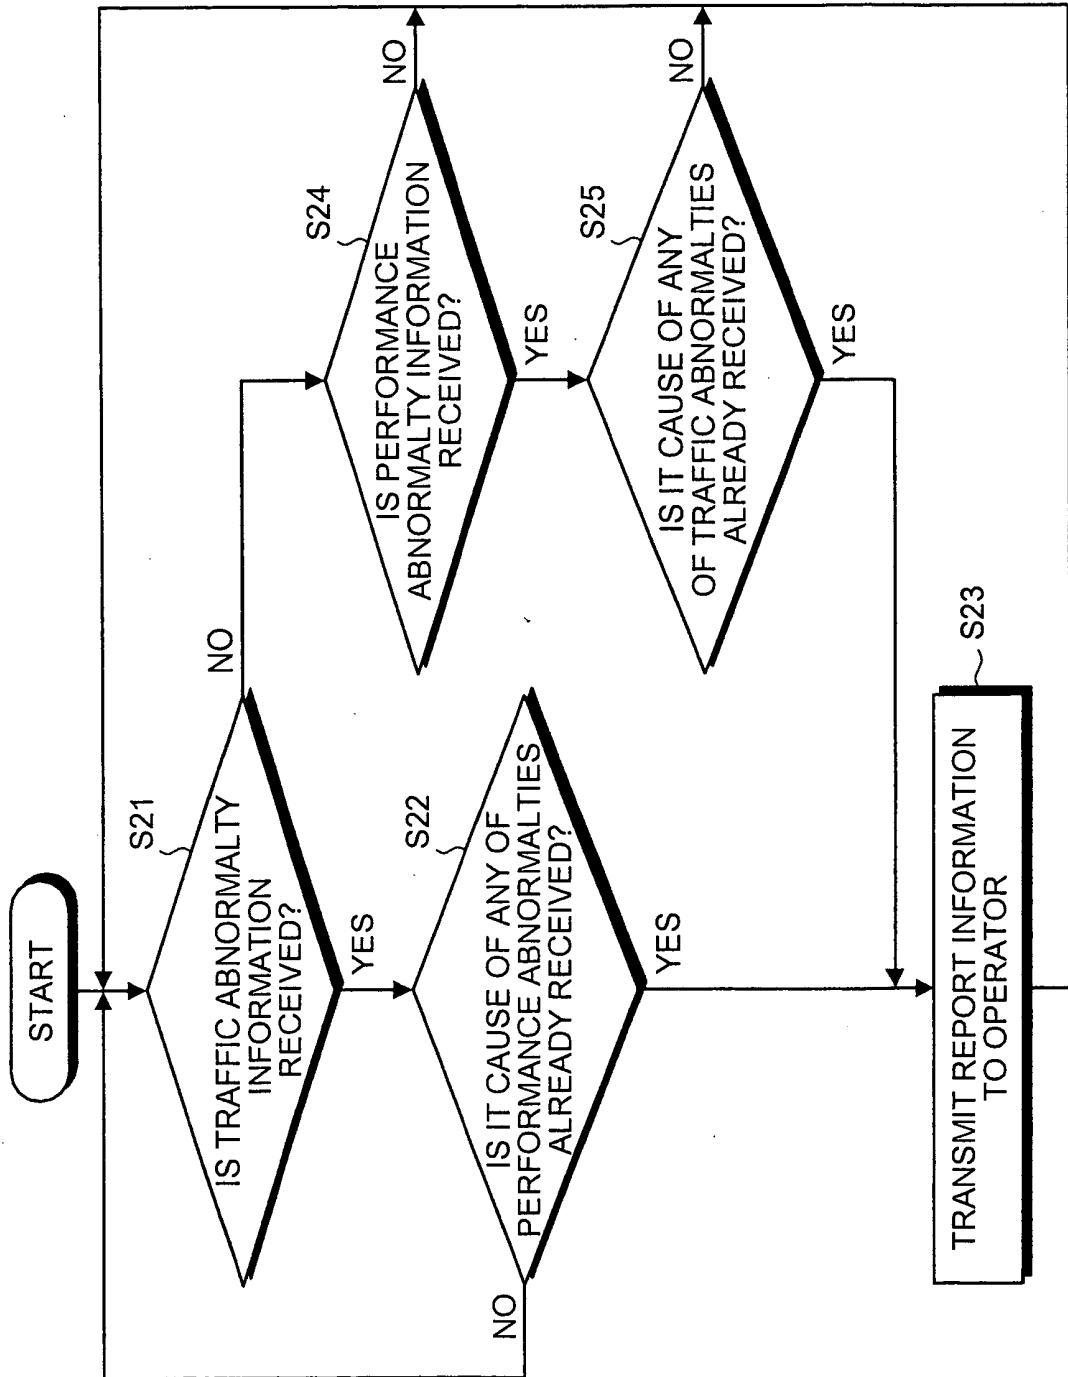 START
S21
IS TRAFFIC ABNORMALTY
INFORMATION
RECEIVED?
NO
YES
S22
IS IT CAUSE OF ANY OF
PERFORMANCE ABNORMALTIES
ALREADY RECEIVED?
NO
YES
S24
IS PERFORMANCE
ABNORMALTY INFORMATION
RECEIVED?
NO
YES
S25
IS IT CAUSE OF ANY
OF TRAFFIC ABNORMALTIES
ALREADY RECEIVED?
NO
YES
S23
TRANSMIT REPORT INFORMATION
TO OPERATOR